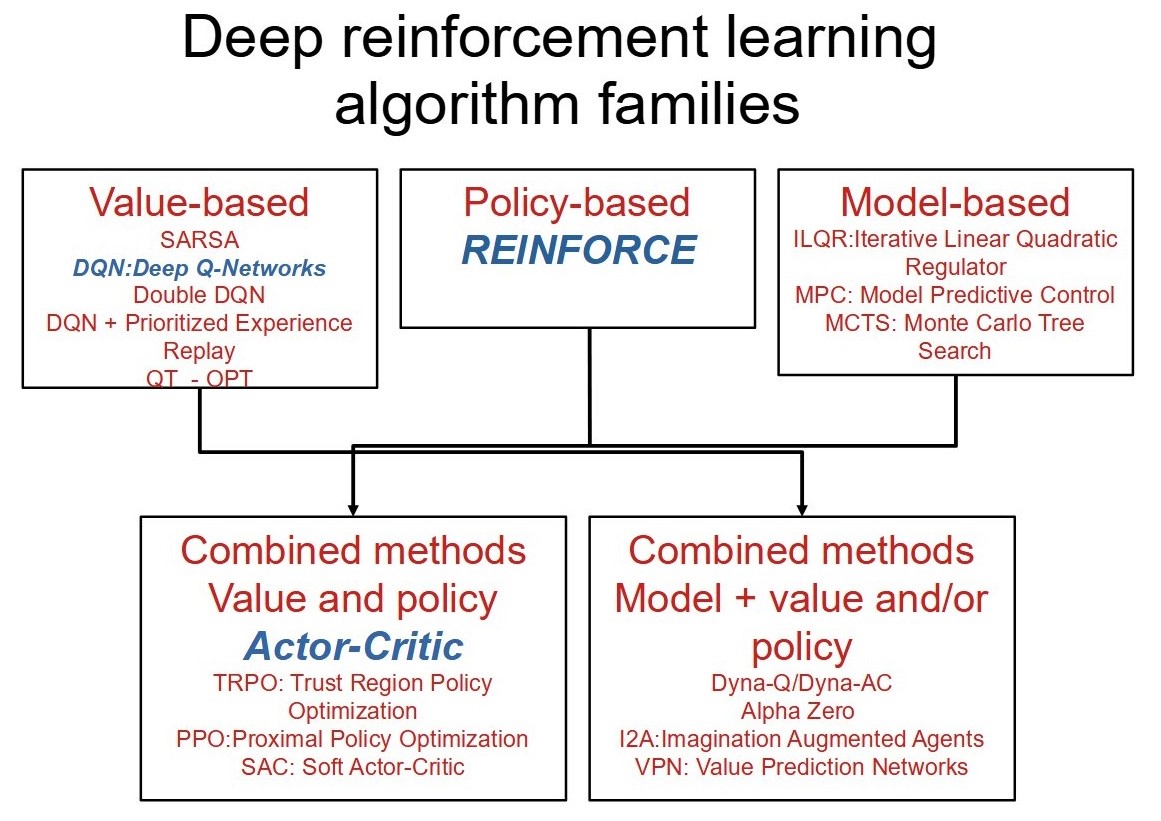 Deep reinforcement learning
algorithm families
Value-based
SARSA
DQN:Deep Q-Networks
Double DQN
DQN + Prioritized Experience
Replay
QT - OPT
Policy-based
REINFORCE
Model-based
ILQR:Iterative Linear Quadratic
Regulator
MPC: Model Predictive Control
MCTS: Monte Carlo Tree
Search
Combined methods
Value and policy
Actor-Critic
TRPO: Trust Region Policy
Optimization
PPO:Proximal Policy Optimization
SAC: Soft Actor-Critic
Combined methods
Model + value and/or
policy
Dyna-Q/Dyna-AC
Alpha Zero
I2A:Imagination Augmented Agents
VPN: Value Prediction Networks